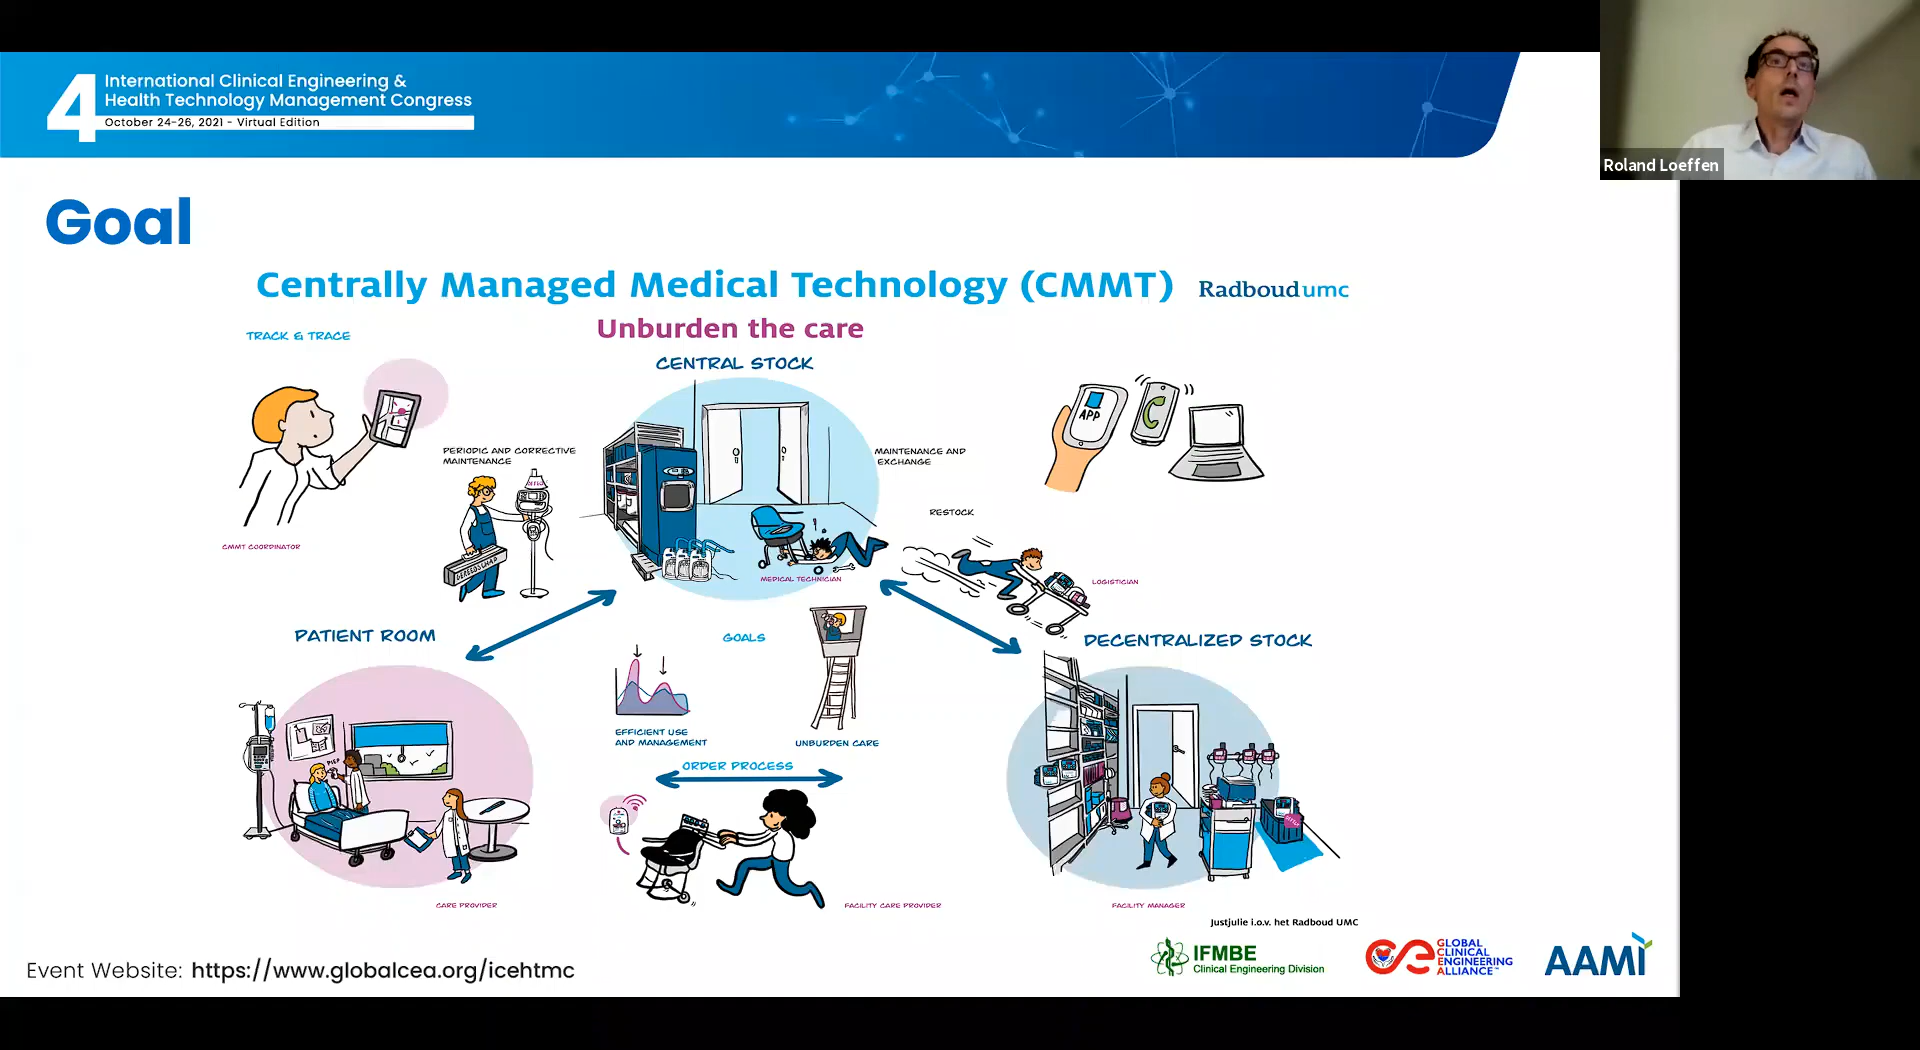 4
International Clinical Engineering &
Health Technology Management Congress
October 24-26, 2021 - Virtual Edition
Roland Loeffen
Goal
Centrally Managed Medical Technology (CMMT)
Radboudumc
Unburden the care
TRACK & TRACE
CENTRAL STOCK
APP
PERIODIC AND CORRECTIVE
MAINTENANCE
MAINTENANCE AND
EXCHANGE
RESTOCK
CMMT COORDINATOR
GEREEDSCHAP
MEDICAL TECHNICIAN
LOGISTICIAN
PATIENT ROOM
GOALS
DECENTRALIZED STOCK
EFFICIENT USE
AND MANAGEMENT
UNBURDEN CARE
PIEP
ORDER PROCESS
CARE PROVIDER
FACILITY CARE PROVIDER
FACILITY MANAGER
Justjulie i.o.v. het Radboud UMC
Event Website: https://www.globalcea.org/icehtmc
IFMBE
Clinical Engineering Division
GLOBAL
CLINICAL
ENGINEERING
ALLIANCE™
AAMI